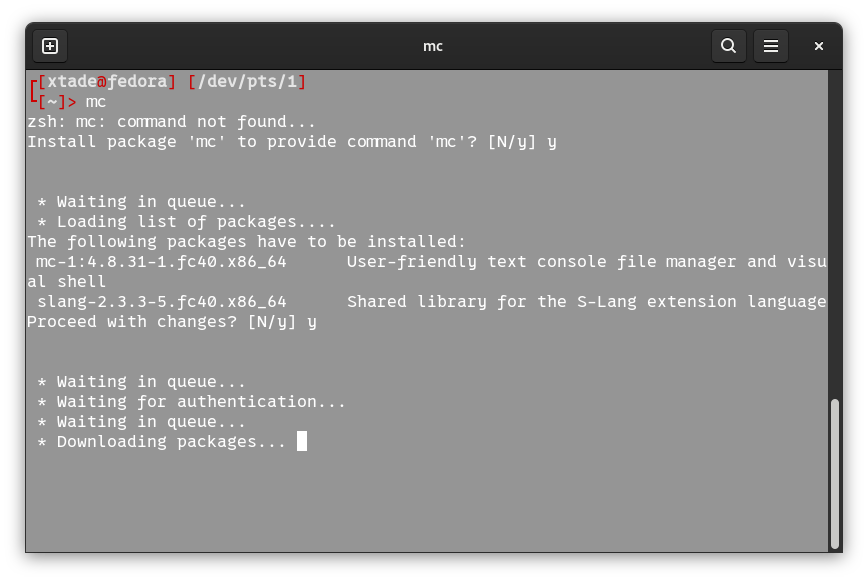 mc
[xtade@fedora] [/dev/pts/1]
[~]> mc
zsh: mc: command not found...
Install package 'mc' to provide command 'mc'? [N/y] y
* Waiting in queue...
* Loading list of packages....
The following packages have to be installed:
mc-1:4.8.31-1.fc40.x86_64 User-friendly text console file manager and visu
al shell
slang-2.3.3-5.fc40.x86_64 Shared library for the S-Lang extension language
Proceed with changes? [N/y] y
* Waiting in queue...
* Waiting for authentication...
* Waiting in queue...
* Downloading packages...